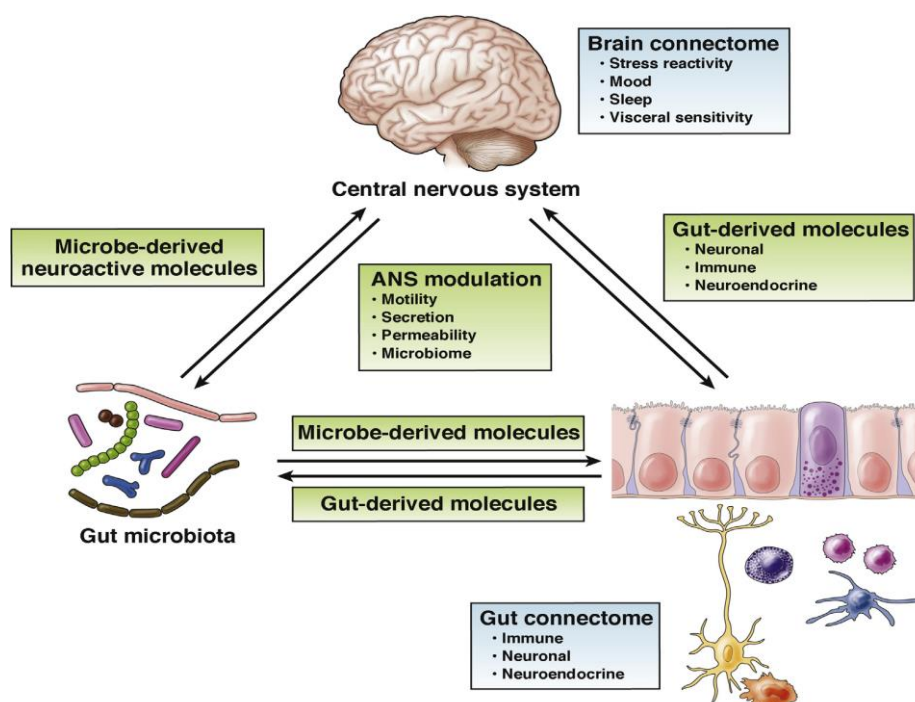 Brain connectome
• Stress reactivity
• Mood
• Sleep
• Visceral sensitivity
Central nervous system
Microbe-derived
neuroactive molecules
ANS modulation
• Motility
• Secretion
• Permeability
• Microbiome
Gut-derived molecules
• Neuronal
• Immune
• Neuroendocrine
Microbe-derived molecules
Gut-derived molecules
Gut microbiota
Gut connectome
• Immune
• Neuronal
• Neuroendocrine